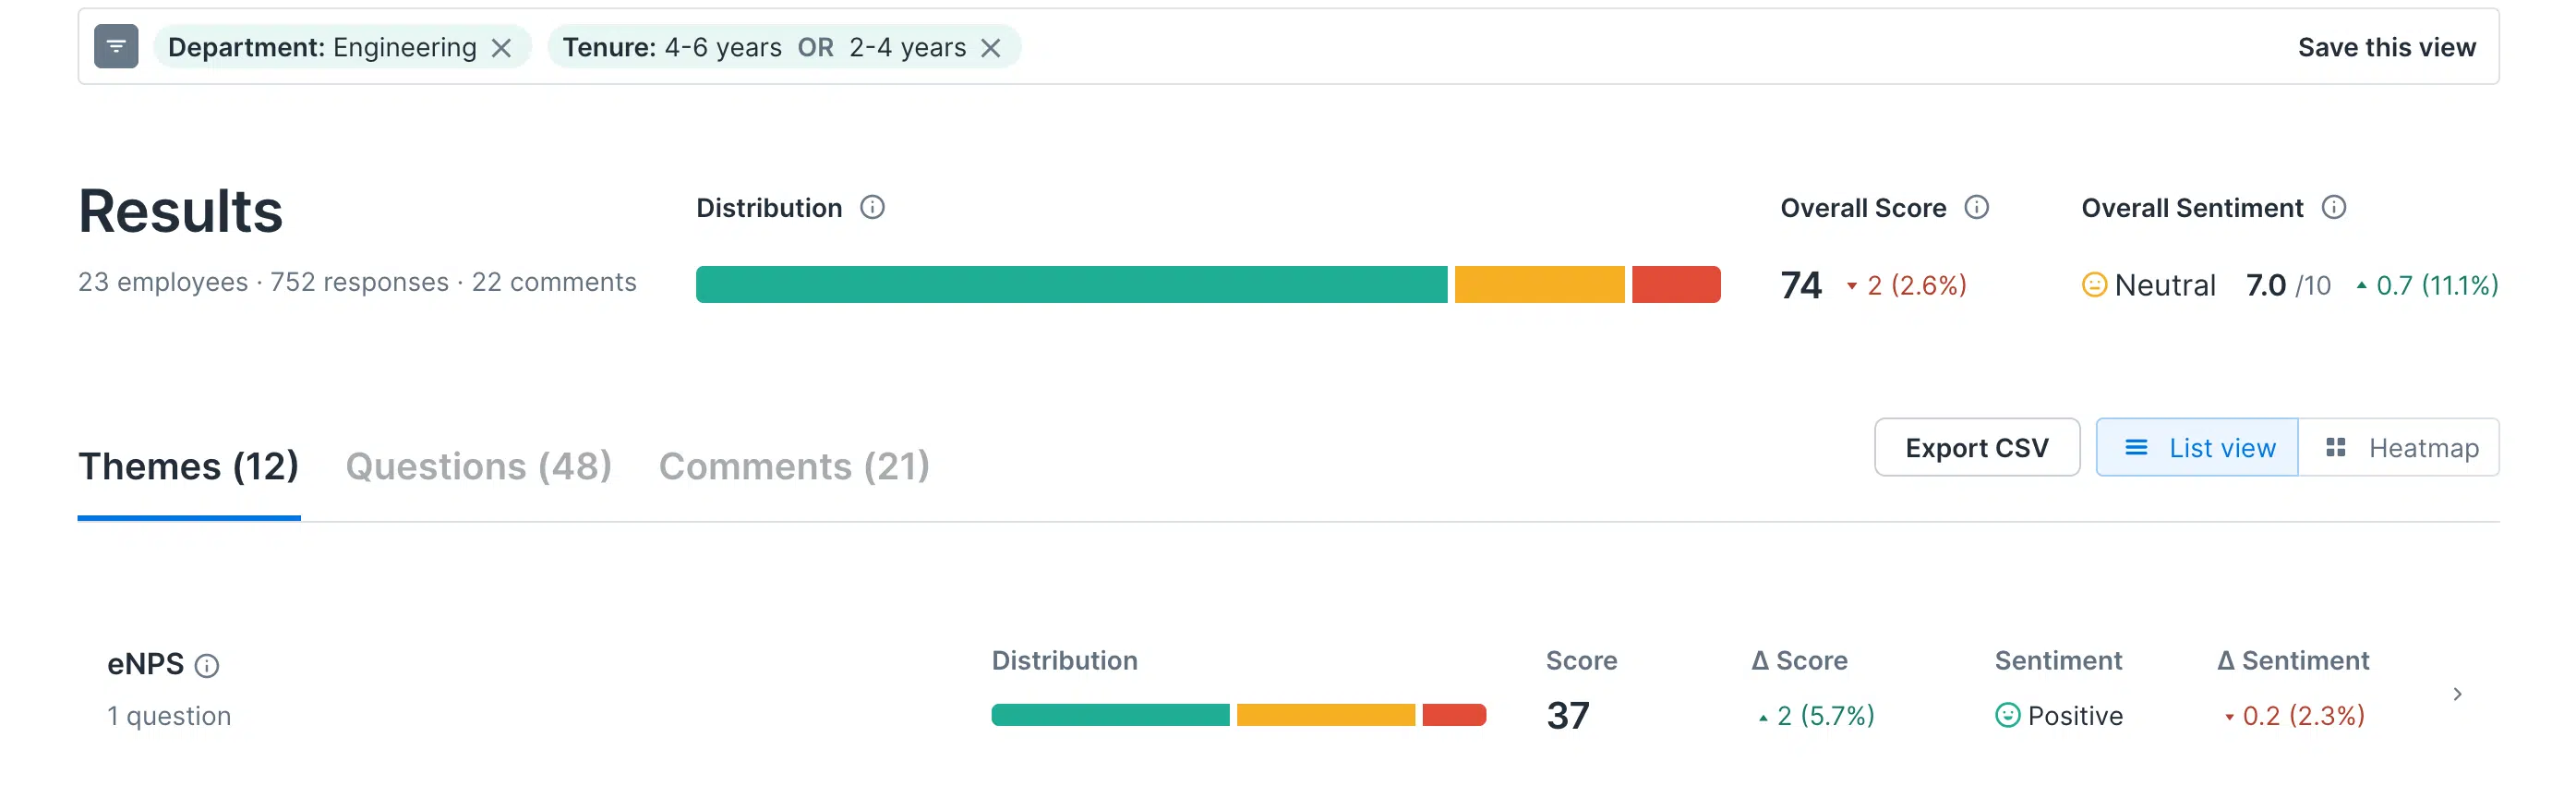 Department: Engineering Tenure: 4-6 years OR 2-4 years Save this view
Results
23 employees · 752 responses · 22 comments
Distribution
Overall Score
Overall Sentiment
74 2 (2.6%)
Neutral 7.0 /10 0.7 (11.1%)
Themes (12) Questions (48) Comments (21)
Export CSV List view Heatmap
eNPS
1 question
Distribution
Score
37
Δ Score
2 (5.7%)
Sentiment
Positive
Δ Sentiment
0.2 (2.3%)